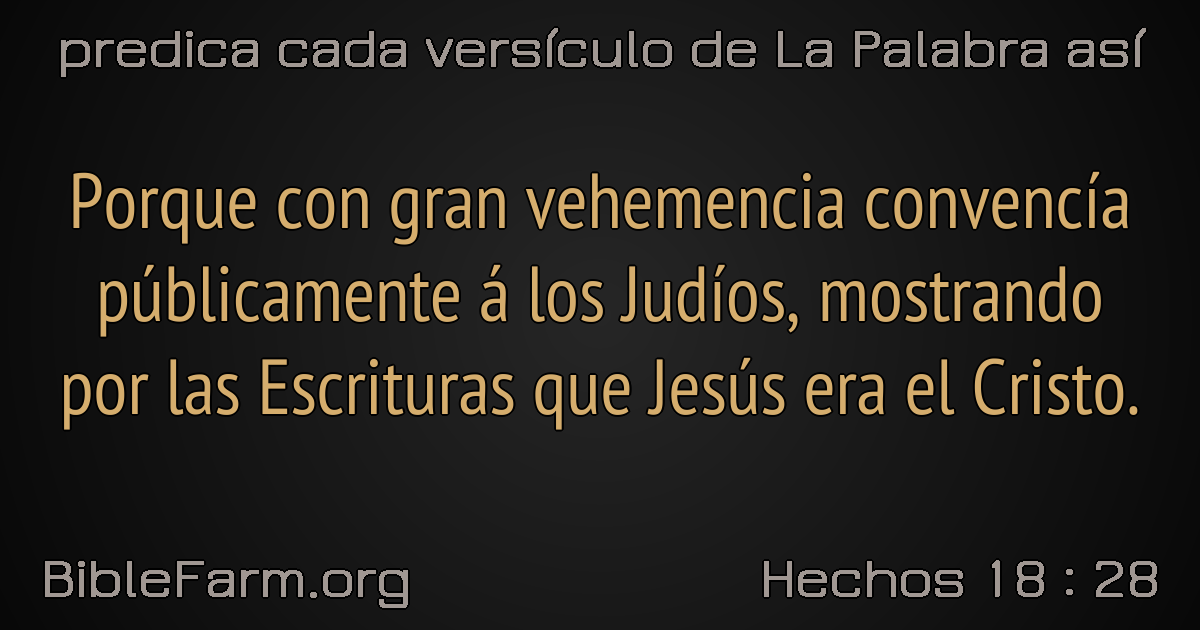 predica cada versículo de La Palabra así
Porque con gran vehemencia convencía
públicamente á los Judíos, mostrando
por las Escrituras que Jesús era el Cristo.
BibleFarm.org
Hechos 18 : 28